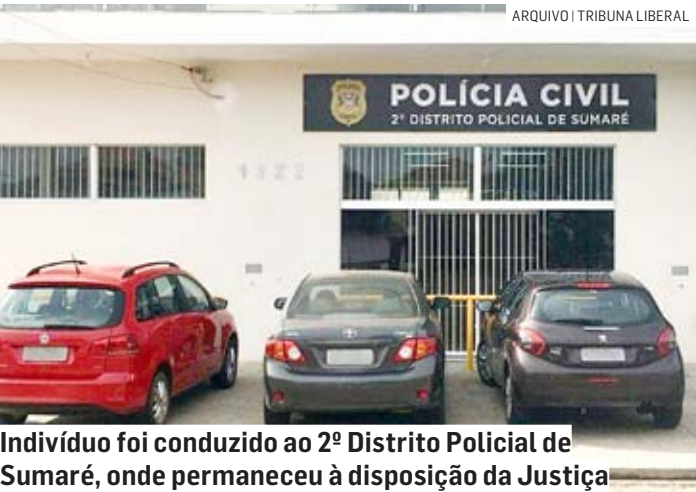 ARQUIVO | TRIBUNA LIBERAL
POLÍCIA CIVIL
2º DISTRITO POLICIAL DE SUMARÉ
1322
Indivíduo foi conduzido ao 2º Distrito Policial de
Sumaré, onde permaneceu à disposição da Justiça